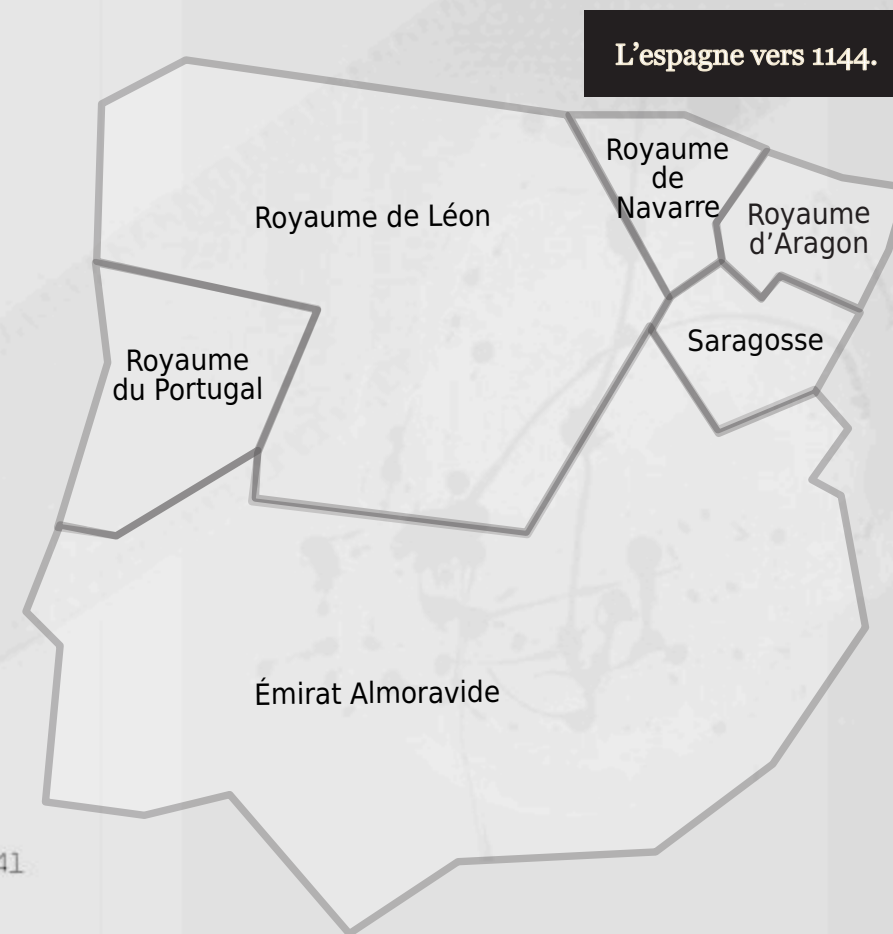 L’espagne vers 1144.
Royaume
de
Navarre
Royaume de Léon
Royaume
d’Aragon
Saragosse
Royaume
du Portugal
Émirat Almoravide
41